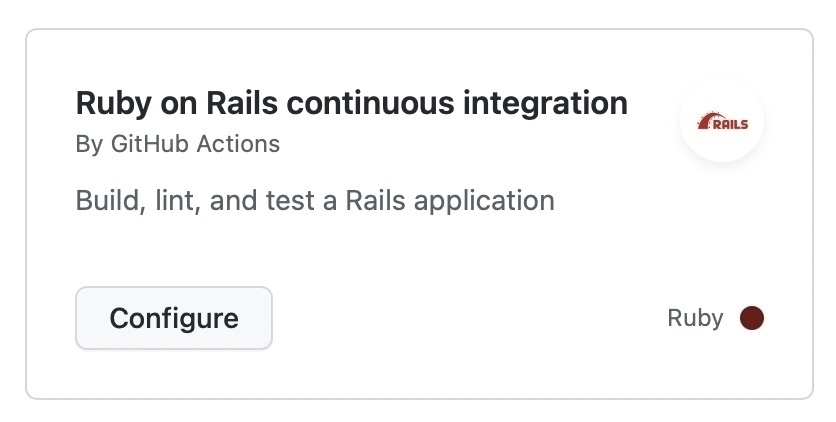 Ruby on Rails continuous integration
RAILS
By GitHub Actions
Build, lint, and test a Rails application
Configure
Ruby